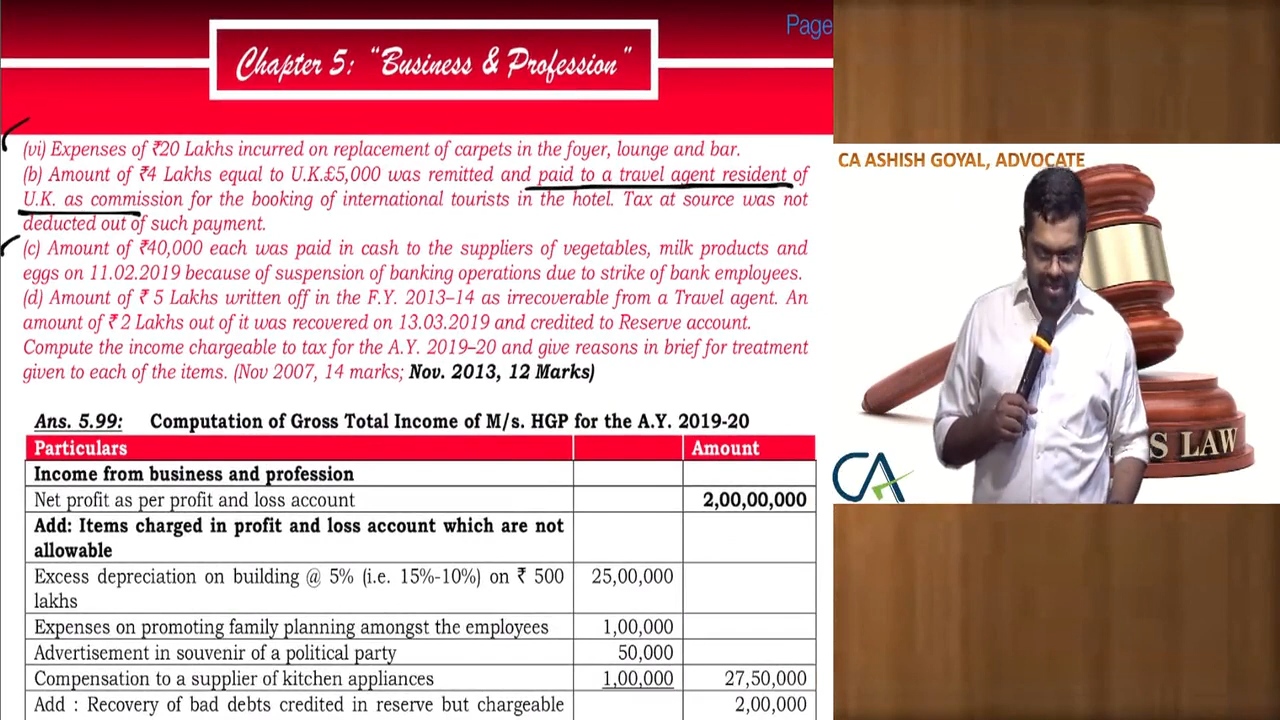 Page
Chapter 5: "Business & Profession"
(vi) Expenses of ₹20 Lakhs incurred on replacement of carpets in the foyer, lounge and bar.
(b) Amount of ₹4 Lakhs equal to U.K.£5,000 was remitted and paid to a travel agent resident of
U.K. as commission for the booking of international tourists in the hotel. Tax at source was not
deducted out of such payment.
(c) Amount of ₹40,000 each was paid in cash to the suppliers of vegetables, milk products and
eggs on 11.02.2019 because of suspension of banking operations due to strike of bank employees.
(d) Amount of ₹ 5 Lakhs written off in the F.Y. 2013–14 as irrecoverable from a Travel agent. An
amount of ₹ 2 Lakhs out of it was recovered on 13.03.2019 and credited to Reserve account.
Compute the income chargeable to tax for the A.Y. 2019–20 and give reasons in brief for treatment
given to each of the items. (Nov 2007, 14 marks; Nov. 2013, 12 Marks)
Ans. 5.99: Computation of Gross Total Income of M/s. HGP for the A.Y. 2019-20
Particulars Amount
Income from business and profession
Net profit as per profit and loss account 2,00,00,000
Add: Items charged in profit and loss account which are not
allowable
Excess depreciation on building @ 5% (i.e. 15%-10%) on ₹ 500 25,00,000
lakhs
Expenses on promoting family planning amongst the employees 1,00,000
Advertisement in souvenir of a political party 50,000
Compensation to a supplier of kitchen appliances 1,00,000 27,50,000
Add : Recovery of bad debts credited in reserve but chargeable 2,00,000
CA ASHISH GOYAL, ADVOCATE
S LAW
CA